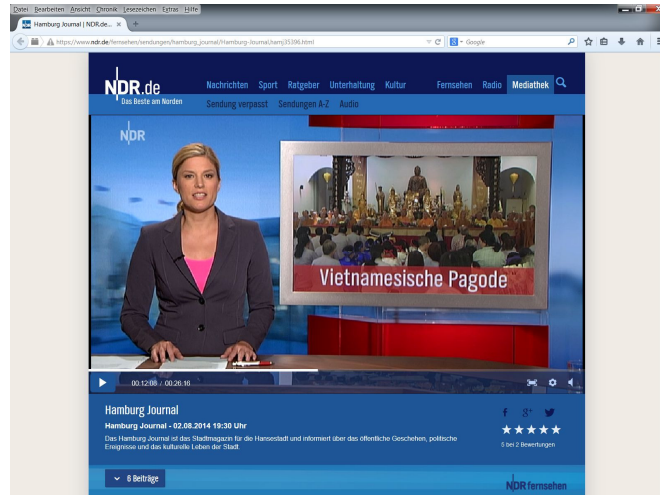 Datei Bearbeiten Ansicht Chronik Lesezeichen Extras Hilfe
Hamburg Journal | NDR.de...
https://www.ndr.de/fernsehen/sendungen/hamburg_journal/Hamburg-Journal,hamj35396.html
Google
NDR.de
Das Beste am Norden
Nachrichten Sport Ratgeber Unterhaltung Kultur Fernsehen Radio Mediathek
Sendung verpasst Sendungen A-Z Audio
NDR
Vietnamesische Pagode
00:12:08 / 00:26:16
Hamburg Journal
Hamburg Journal - 02.08.2014 19:30 Uhr
Das Hamburg Journal ist das Stadtmagazin für die Hansestadt und informiert über das öffentliche Geschehen, politische
Ereignisse und das kulturelle Leben der Stadt.
5 bei 2 Bewertungen
6 Beiträge
NDR fernsehen